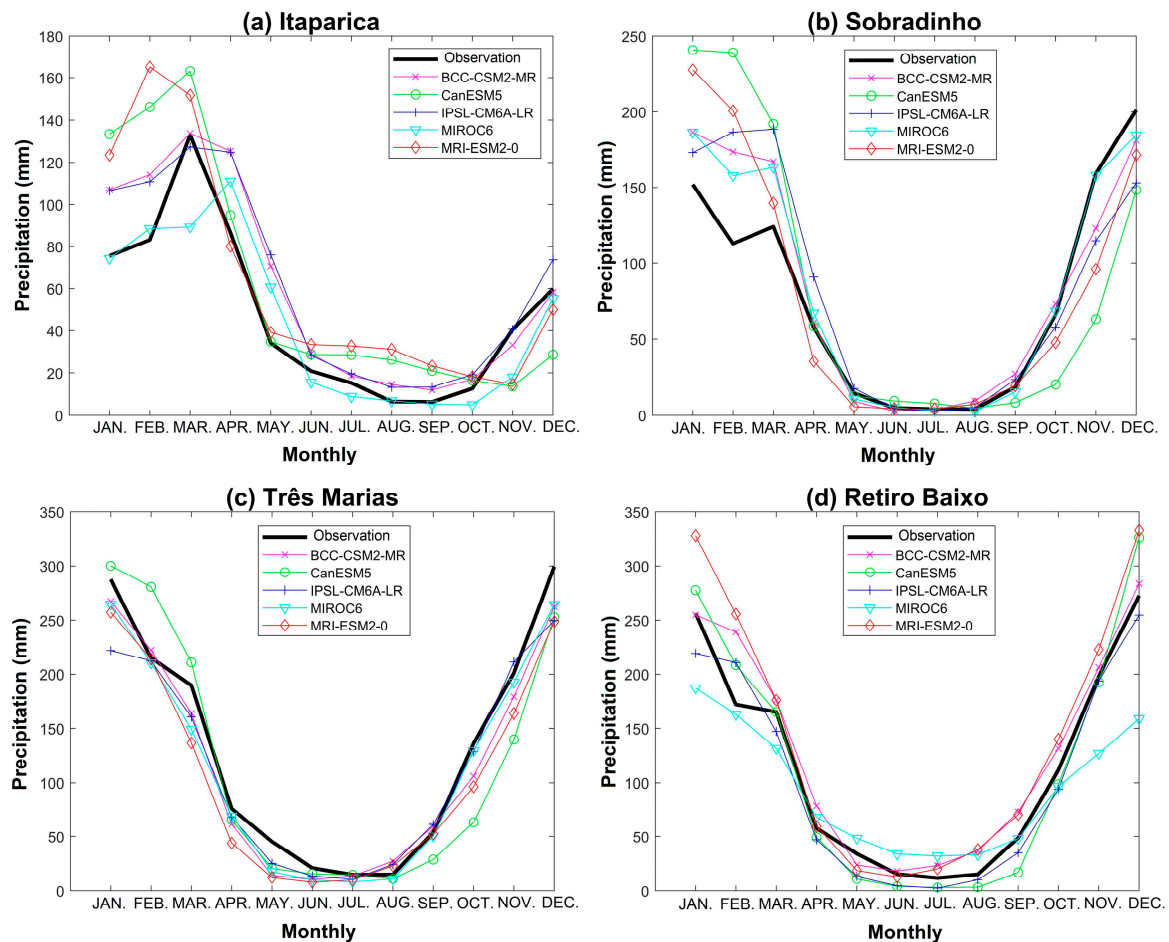 (a) Itaparica
Precipitation (mm)
180
160
140
120
100
80
60
40
20
0
Observation
BCC-CSM2-MR
CanESM5
IPSL-CM6A-LR
MIROC6
MRI-ESM2-0
JAN. FEB. MAR. APR. MAY. JUN. JUL. AUG. SEP. OCT. NOV. DEC.
Monthly
(b) Sobradinho
Precipitation (mm)
250
200
150
100
50
0
Observation
BCC-CSM2-MR
CanESM5
IPSL-CM6A-LR
MIROC6
MRI-ESM2-0
JAN. FEB. MAR. APR. MAY. JUN. JUL. AUG. SEP. OCT. NOV. DEC.
Monthly
(c) Três Marias
Precipitation (mm)
350
300
250
200
150
100
50
0
Observation
BCC-CSM2-MR
CanESM5
IPSL-CM6A-LR
MIROC6
MRI-ESM2-0
JAN. FEB. MAR. APR. MAY. JUN. JUL. AUG. SEP. OCT. NOV. DEC.
Monthly
(d) Retiro Baixo
Precipitation (mm)
350
300
250
200
150
100
50
0
Observation
BCC-CSM2-MR
CanESM5
IPSL-CM6A-LR
MIROC6
MRI-ESM2-0
JAN. FEB. MAR. APR. MAY. JUN. JUL. AUG. SEP. OCT. NOV. DEC.
Monthly